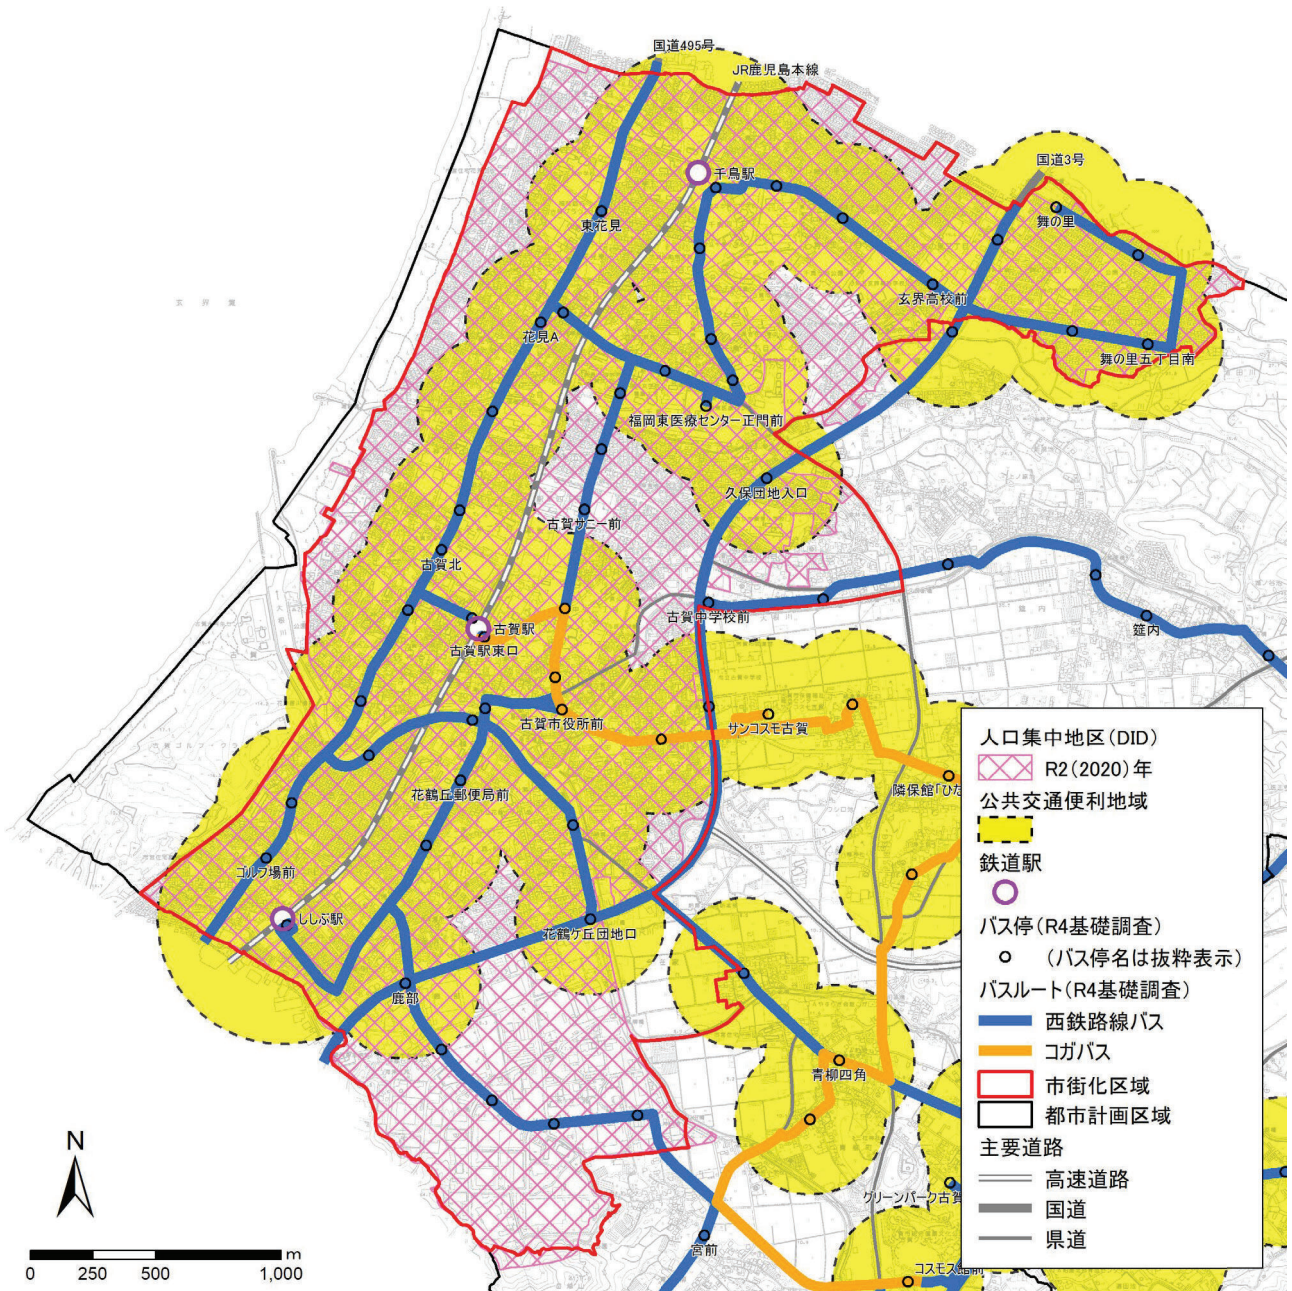 国道495号
JR鹿児島本線
国道3号
千鳥駅
舞の里
東花見
玄界高校前
花見A
舞の里五丁目南
福岡東医療センター正門前
久保団地入口
古賀サニー前
古賀北
古賀中学校前
筵内
古賀駅
古賀駅東口
古賀市役所前
サンコスモ古賀
隣保館「ひだ
花鶴丘郵便局前
ゴルフ場前
ししぶ駅
花鶴ケ丘団地口
鹿部
青柳四角
グリーンパーク古賀
宮前
コスモス館前
人口集中地区(DID)
R2(2020)年
公共交通便利地域
鉄道駅
バス停(R4基礎調査)
(バス停名は抜粋表示)
バスルート(R4基礎調査)
西鉄路線バス
コガバス
市街化区域
都市計画区域
主要道路
高速道路
国道
県道
N
m
0 250 500 1,000